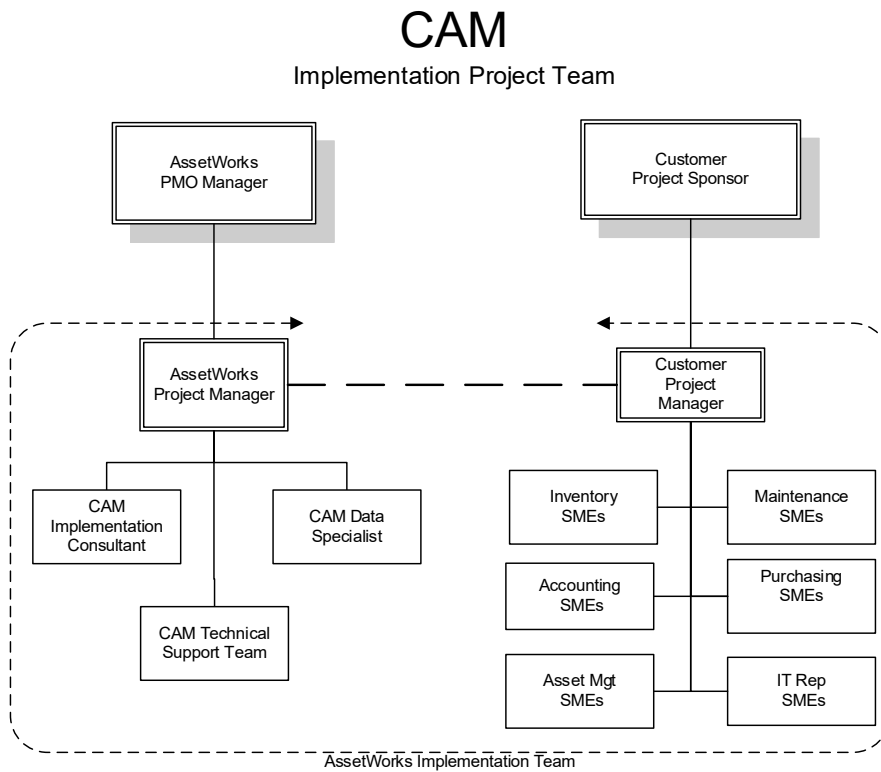 CAM
Implementation Project Team
AssetWorks
PMO Manager
Customer
Project Sponsor
AssetWorks
Project Manager
Customer
Project
Manager
CAM
Implementation
Consultant
CAM Data
Specialist
CAM Technical
Support Team
Inventory
SMEs
Maintenance
SMEs
Accounting
SMEs
Purchasing
SMEs
Asset Mgt
SMEs
IT Rep
SMEs
AssetWorks Implementation Team